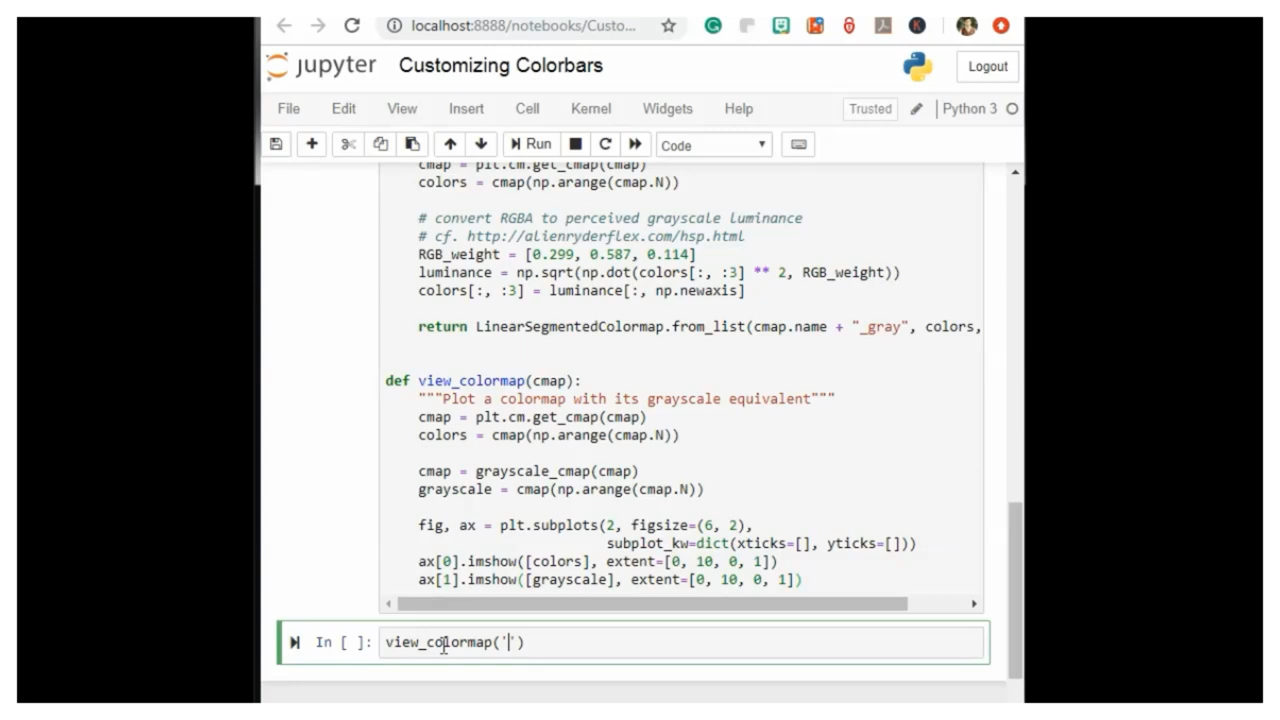 localhost:8888/notebooks/Custo...
jupyter Customizing Colorbars
Logout
File Edit View Insert Cell Kernel Widgets Help Trusted Python 3
Run Code
cmap = plt.cm.get_cmap(cmap)
colors = cmap(np.arange(cmap.N))
# convert RGBA to perceived grayscale luminance
# cf. http://alienryderflex.com/hsp.html
RGB_weight = [0.299, 0.587, 0.114]
luminance = np.sqrt(np.dot(colors[:, :3] ** 2, RGB_weight))
colors[:, :3] = luminance[:, np.newaxis]
return LinearSegmentedColormap.from_list(cmap.name + "_gray", colors,
def view_colormap(cmap):
"""Plot a colormap with its grayscale equivalent"""
cmap = plt.cm.get_cmap(cmap)
colors = cmap(np.arange(cmap.N))
cmap = grayscale_cmap(cmap)
grayscale = cmap(np.arange(cmap.N))
fig, ax = plt.subplots(2, figsize=(6, 2),
subplot_kw=dict(xticks=[], yticks=[]))
ax[0].imshow([colors], extent=[0, 10, 0, 1])
ax[1].imshow([grayscale], extent=[0, 10, 0, 1])
In [ ]: view_colormap('')